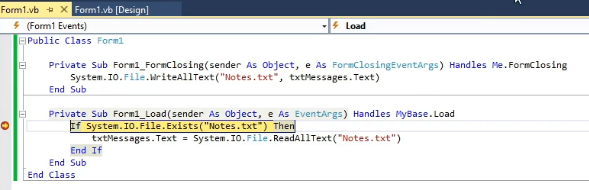 Form1.vb Form1.vb [Design]
(Form1 Events) Load
Public Class Form1
Private Sub Form1_FormClosing(sender As Object, e As FormClosingEventArgs) Handles Me.FormClosing
System.IO.File.WriteAllText("Notes.txt", txtMessages.Text)
End Sub
Private Sub Form1_Load(sender As Object, e As EventArgs) Handles MyBase.Load
If System.IO.File.Exists("Notes.txt") Then
txtMessages.Text = System.IO.File.ReadAllText("Notes.txt")
End If
End Sub
End Class